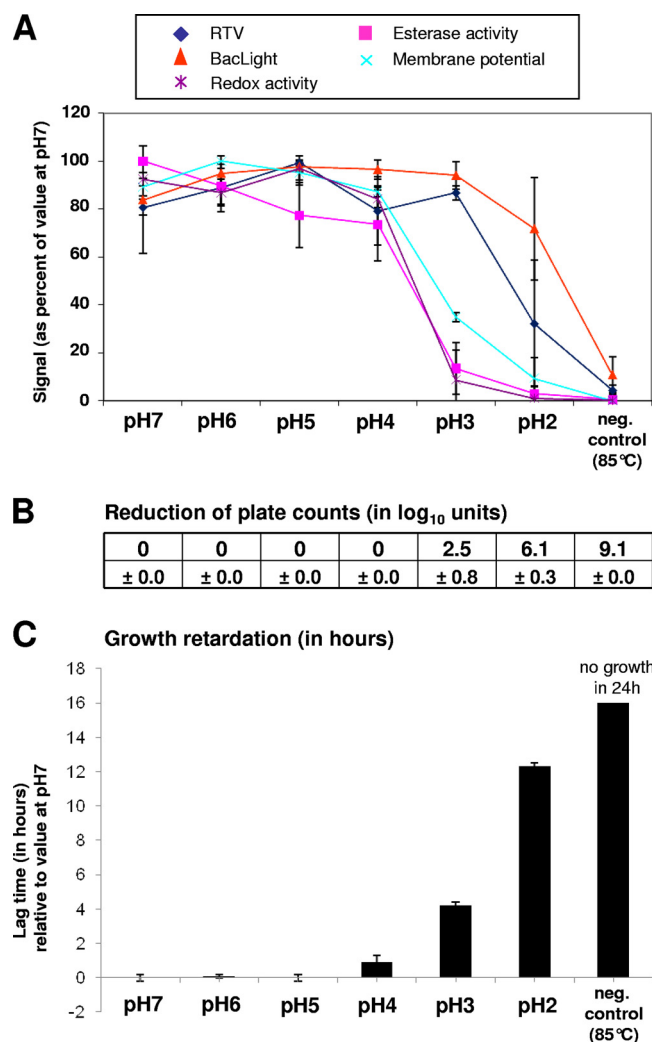 A
RTV
Esterase activity
BacLight
Membrane potential
Redox activity
Signal (as percent of value at pH7)
120
100
80
60
40
20
0
pH7 pH6 pH5 pH4 pH3 pH2 neg. control (85°C)
B
Reduction of plate counts (in log10 units)
0 0 0 0 2.5 6.1 9.1
± 0.0 ± 0.0 ± 0.0 ± 0.0 ± 0.8 ± 0.3 ± 0.0
C
Growth retardation (in hours)
Lag time (in hours)
relative to value at pH7
18
16
14
12
10
8
6
4
2
0
-2
no growth
in 24h
pH7 pH6 pH5 pH4 pH3 pH2 neg. control (85°C)